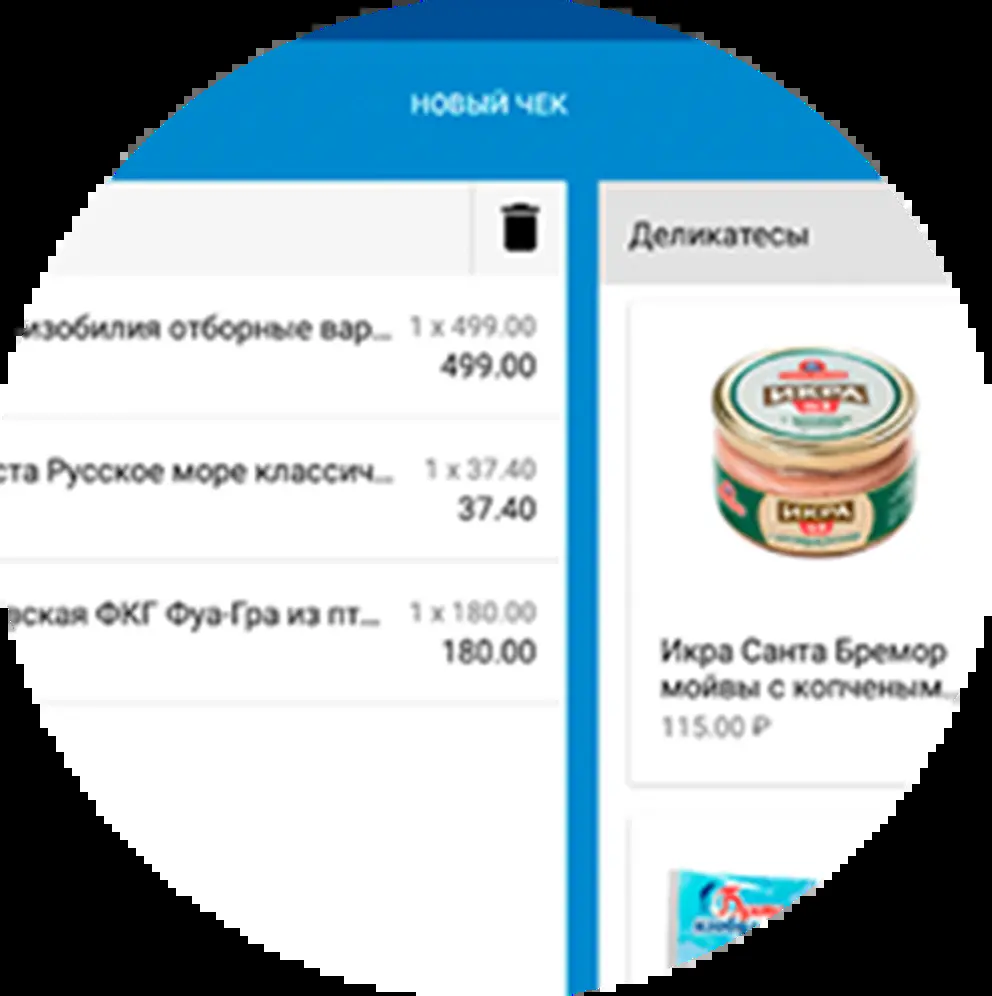 НОВЫЙ ЧЕК
изобилия отборные вар... 1 x 499.00
499.00
ста Русское море классич... 1 x 37.40
37.40
вская ФКГ Фуа-Гра из пт... 1 x 180.00
180.00
Деликатесы
ИКРА
ИКРА
Икра Санта Бремор
мойвы с копченым...
115.00 ₽